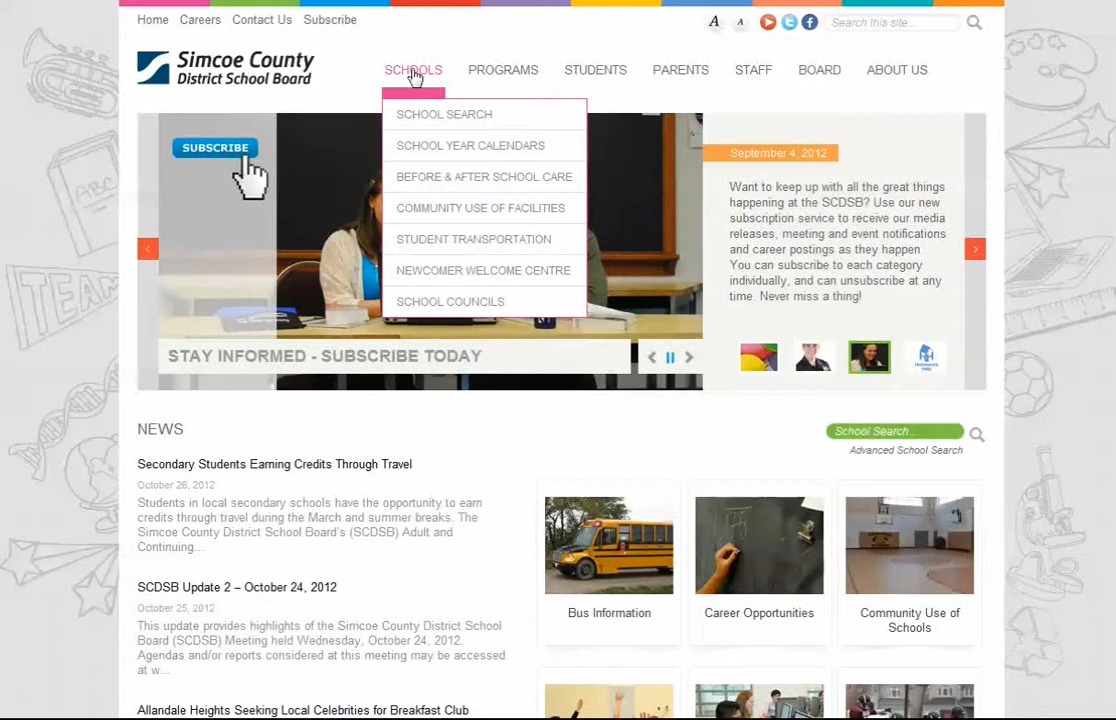 Home Careers Contact Us Subscribe
A A Search this site...
Simcoe County
District School Board
SCHOOLS PROGRAMS STUDENTS PARENTS STAFF BOARD ABOUT US
SCHOOL SEARCH
SCHOOL YEAR CALENDARS
BEFORE & AFTER SCHOOL CARE
COMMUNITY USE OF FACILITIES
STUDENT TRANSPORTATION
NEWCOMER WELCOME CENTRE
SCHOOL COUNCILS
SUBSCRIBE
STAY INFORMED - SUBSCRIBE TODAY
September 4, 2012
Want to keep up with all the great things
happening at the SCDSB? Use our new
subscription service to receive our media
releases, meeting and event notifications
and career postings as they happen.
You can subscribe to each category
individually, and can unsubscribe at any
time. Never miss a thing!
NEWS
Secondary Students Earning Credits Through Travel
October 26, 2012
Students in local secondary schools have the opportunity to earn
credits through travel during the March and summer breaks. The
Simcoe County District School Board's (SCDSB) Adult and
Continuing...
SCDSB Update 2 – October 24, 2012
October 25, 2012
This update provides highlights of the Simcoe County District School
Board (SCDSB) Meeting held Wednesday, October 24, 2012.
Agendas and/or reports considered at this meeting may be accessed
at w...
Allandale Heights Seeking Local Celebrities for Breakfast Club
School Search...
Advanced School Search
Bus Information
Career Opportunities
Community Use of
Schools
TEAM
ABC